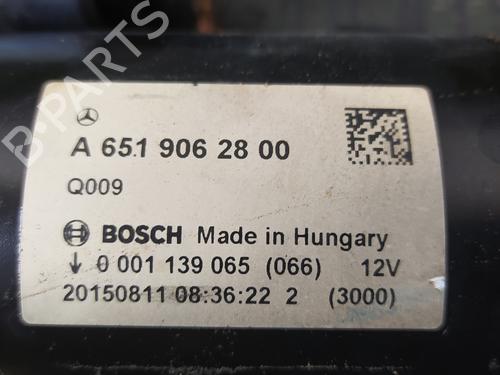 A 651 906 28 00
Q009
BOSCH Made in Hungary
↓ 0 001 139 065 (066) 12V
20150811 08:36:22 2 (3000)
B-PARTS